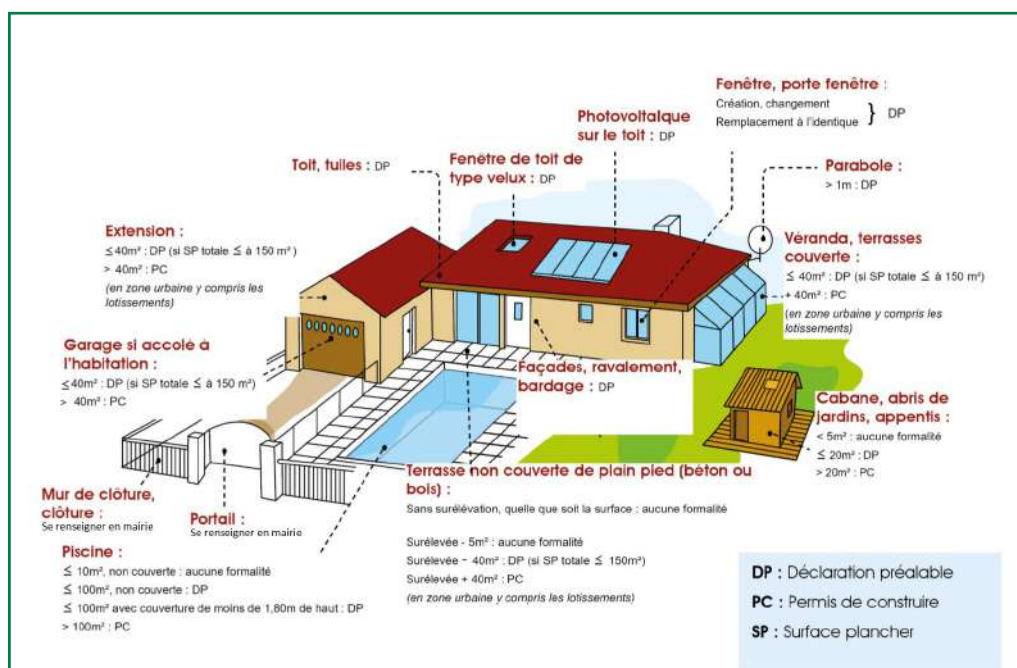 Fenêtre, porte fenêtre :
Création, changement
Remplacement à l'identique } DP
Photovoltaïque
sur le toit : DP
Toit, tuiles : DP
Fenêtre de toit de
type velux : DP
Parabole :
> 1m : DP
Extension :
≤ 40m² : DP (si SP totale ≤ à 150 m²)
> 40m² : PC
(en zone urbaine y compris les
lotissements)
Véranda, terrasses
couverte :
≤ 40m² : DP (si SP totale ≤ à 150 m²)
+ 40m² : PC
(en zone urbaine y compris les
lotissements)
Garage si accolé à
l'habitation :
≤ 40m² : DP (si SP totale ≤ à 150 m²)
> 40m² : PC
Façades, ravalement,
bardage : DP
Cabane, abris de
jardins, appentis :
< 5m² : aucune formalité
≤ 20m² : DP
> 20m² : PC
Mur de clôture,
clôture :
Se renseigner en mairie
Portail :
Se renseigner en mairie
Terrasse non couverte de plain pied (béton ou
bois) :
Sans surélévation, quelle que soit la surface : aucune formalité
Surélevée - 5m² : aucune formalité
Surélevée - 40m² : DP (si SP totale ≤ 150m²)
Surélevée + 40m² : PC
(en zone urbaine y compris les lotissements)
Piscine :
≤ 10m², non couverte : aucune formalité
≤ 100m², non couverte : DP
≤ 100m² avec couverture de moins de 1,80m de haut : DP
> 100m² : PC
DP : Déclaration préalable
PC : Permis de construire
SP : Surface plancher